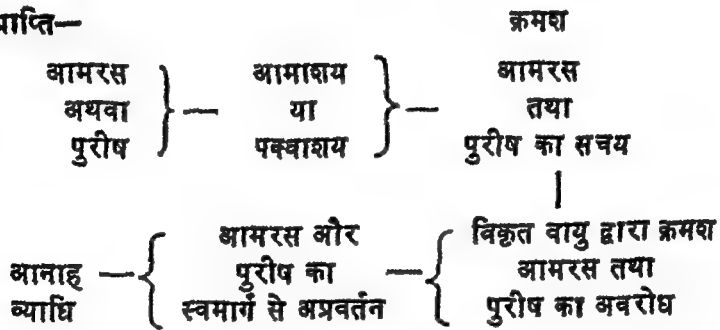 प्राप्ति—
क्रमश
आमरस
अथवा
पुरीष
आमाशय
या
पक्वाशय
आमरस
तथा
पुरीष का सचय
विकृत वायु द्वारा क्रमश
आमरस तथा
पुरीष का अवरोध
आमरस और
पुरीष का
स्वमार्ग से अप्रवर्तन
आनाह
व्याधि